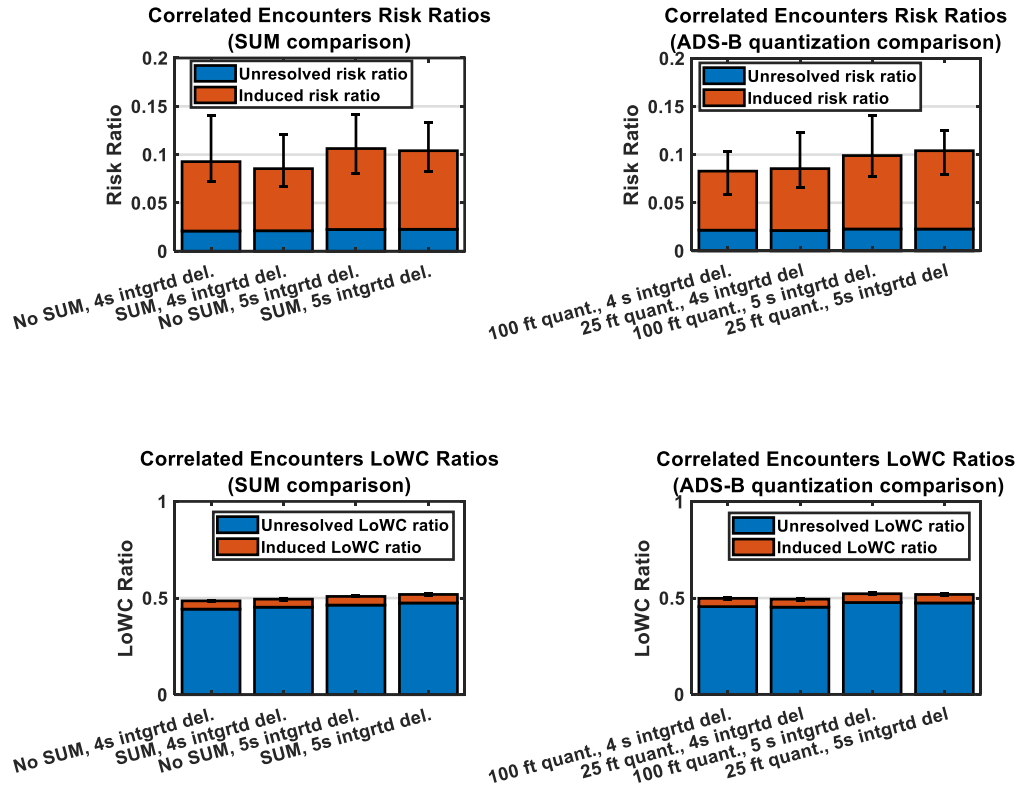 Correlated Encounters Risk Ratios
(SUM comparison)
0.2
0.15
0.1
0.05
0
Risk Ratio
Unresolved risk ratio
Induced risk ratio
No SUM, 4s intgrtd del.
SUM, 4s intgrtd del.
No SUM, 5s intgrtd del.
SUM, 5s intgrtd del.
Correlated Encounters Risk Ratios
(ADS-B quantization comparison)
0.2
0.15
0.1
0.05
0
Risk Ratio
Unresolved risk ratio
Induced risk ratio
100 ft quant., 4 s intgrtd del.
25 ft quant., 4s intgrtd del
100 ft quant., 5 s intgrtd del.
25 ft quant., 5s intgrtd del
Correlated Encounters LoWC Ratios
(SUM comparison)
1
0.5
0
LoWC Ratio
Unresolved LoWC ratio
Induced LoWC ratio
No SUM, 4s intgrtd del.
SUM, 4s intgrtd del.
No SUM, 5s intgrtd del.
SUM, 5s intgrtd del.
Correlated Encounters LoWC Ratios
(ADS-B quantization comparison)
1
0.5
0
LoWC Ratio
Unresolved LoWC ratio
Induced LoWC ratio
100 ft quant., 4 s intgrtd del.
25 ft quant., 4s intgrtd del
100 ft quant., 5 s intgrtd del.
25 ft quant., 5s intgrtd del